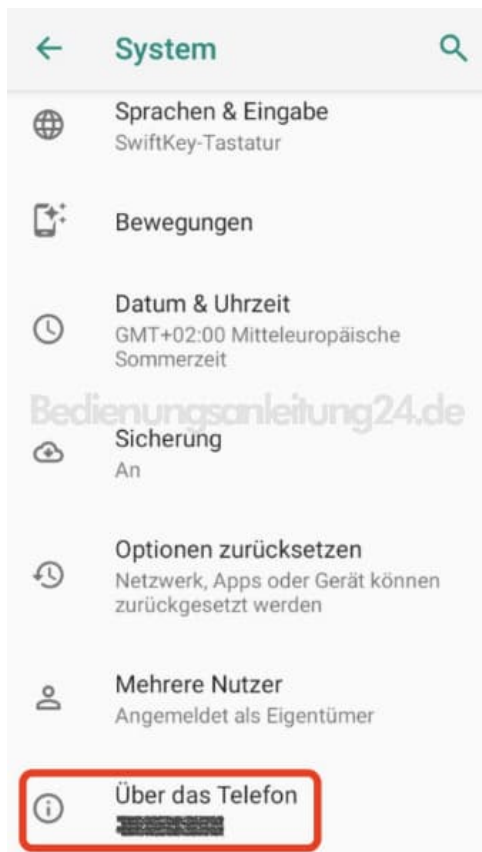 System
Sprachen & Eingabe
SwiftKey-Tastatur
Bewegungen
Datum & Uhrzeit
GMT+02:00 Mitteleuropäische
Sommerzeit
Bedienungsanleitung24.de
Sicherung
An
Optionen zurücksetzen
Netzwerk, Apps oder Gerät können
zurückgesetzt werden
Mehrere Nutzer
Angemeldet als Eigentümer
Über das Telefon